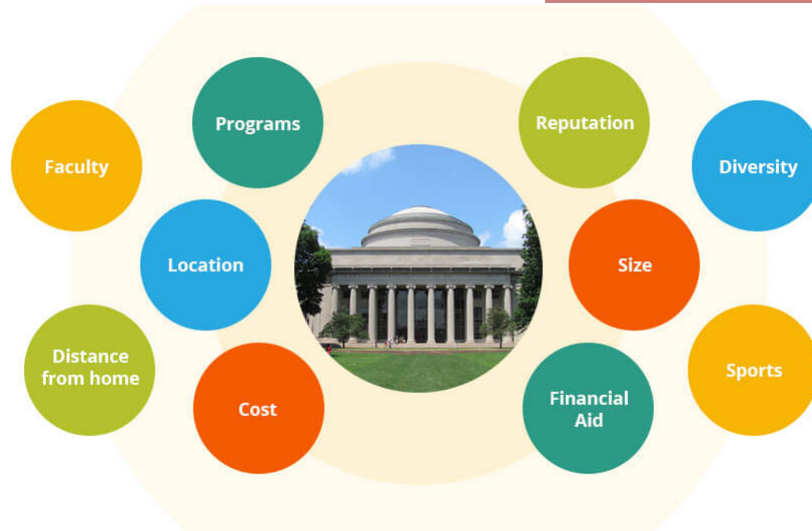 Programs
Reputation
Faculty
Diversity
Location
Size
Distance
from home
Sports
Cost
Financial
Aid